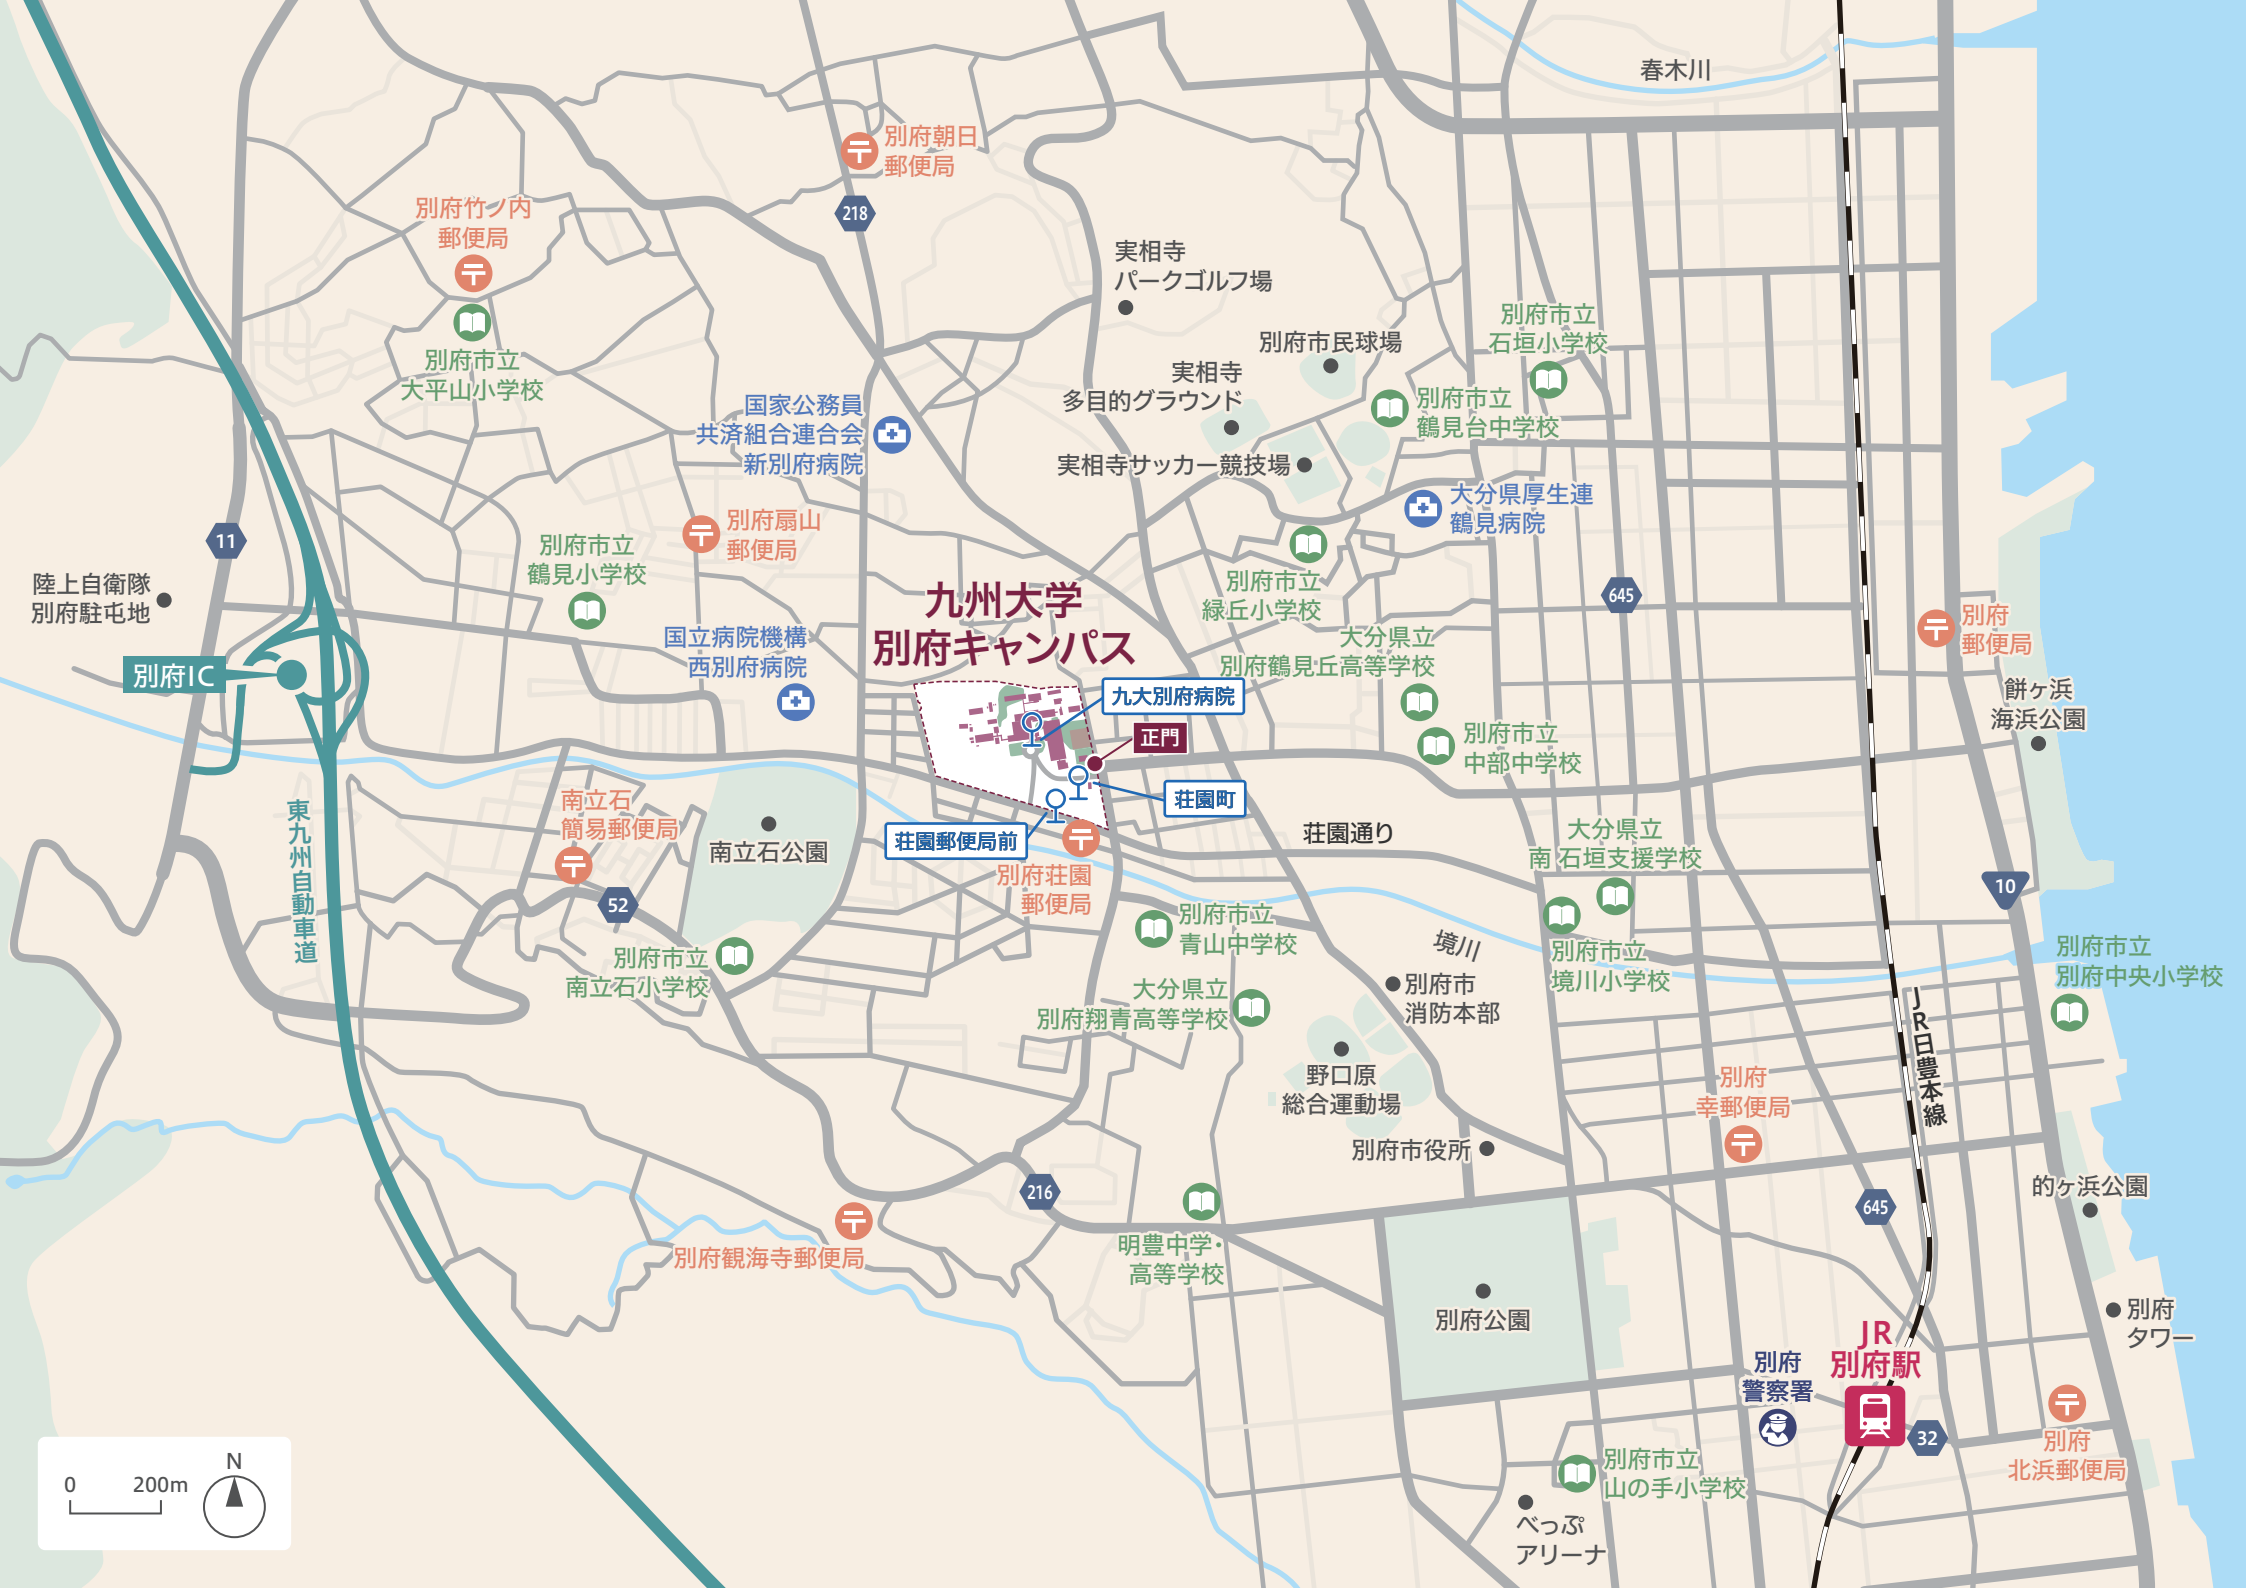 春木川
別府朝日
郵便局
218
別府竹ノ内
郵便局
実相寺
パークゴルフ場
別府市立
石垣小学校
別府市民球場
別府市立
大平山小学校
実相寺
多目的グラウンド
別府市立
鶴見台中学校
国家公務員
共済組合連合会
新別府病院
実相寺サッカー競技場
大分県厚生連
鶴見病院
11
別府扇山
郵便局
別府市立
鶴見小学校
陸上自衛隊
別府駐屯地
九州大学
別府キャンパス
別府市立
緑丘小学校
645
別府
郵便局
国立病院機構
西別府病院
大分県立
別府鶴見丘高等学校
別府IC
九大別府病院
正門
別府市立
中部中学校
餅ヶ浜
海浜公園
荘園町
東九州自動車道
南立石
簡易郵便局
南立石公園
荘園郵便局前
荘園通り
大分県立
南石垣支援学校
10
52
別府荘園
郵便局
別府市立
青山中学校
境川
別府市立
境川小学校
別府市立
別府中央小学校
別府市立
南立石小学校
大分県立
別府翔青高等学校
別府市
消防本部
JR日豊本線
野口原
総合運動場
別府
幸郵便局
別府市役所
216
645
的ヶ浜公園
別府観海寺郵便局
明豊中学・
高等学校
別府公園
別府
タワー
JR
別府駅
別府
警察署
32
別府
北浜郵便局
別府市立
山の手小学校
べっぷ
アリーナ
0
200m
N